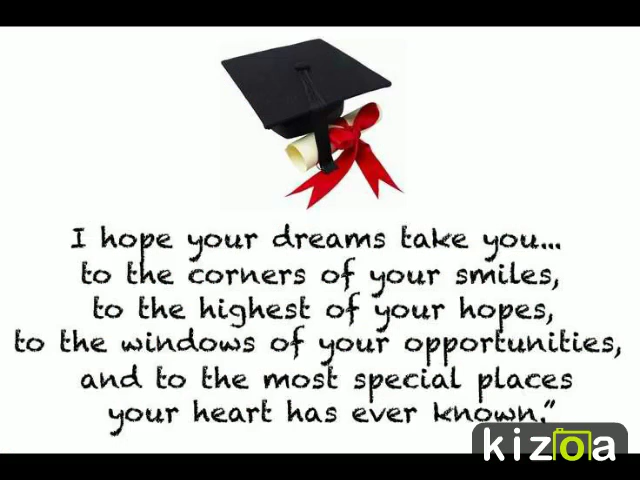 I hope your dreams take you...
to the corners of your smiles,
to the highest of your hopes,
to the windows of your opportunities,
and to the most special places
your heart has ever known."
kizoa